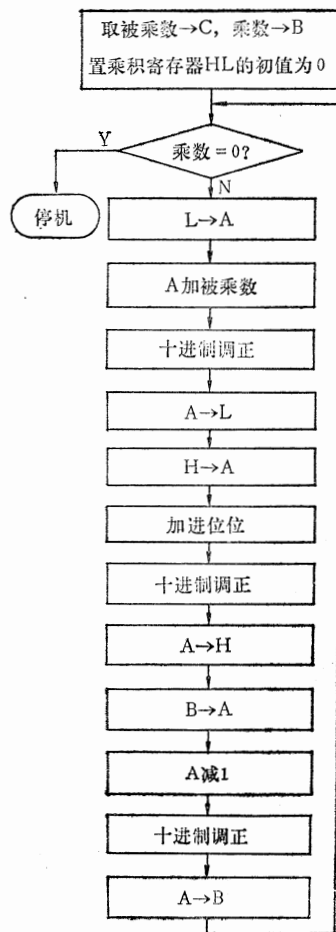 取被乘数→C，乘数→B
置乘积寄存器HL的初值为0
Y
乘数=0?
N
停机
L→A
A加被乘数
十进制调正
A→L
H→A
加进位位
十进制调正
A→H
B→A
A减1
十进制调正
A→B